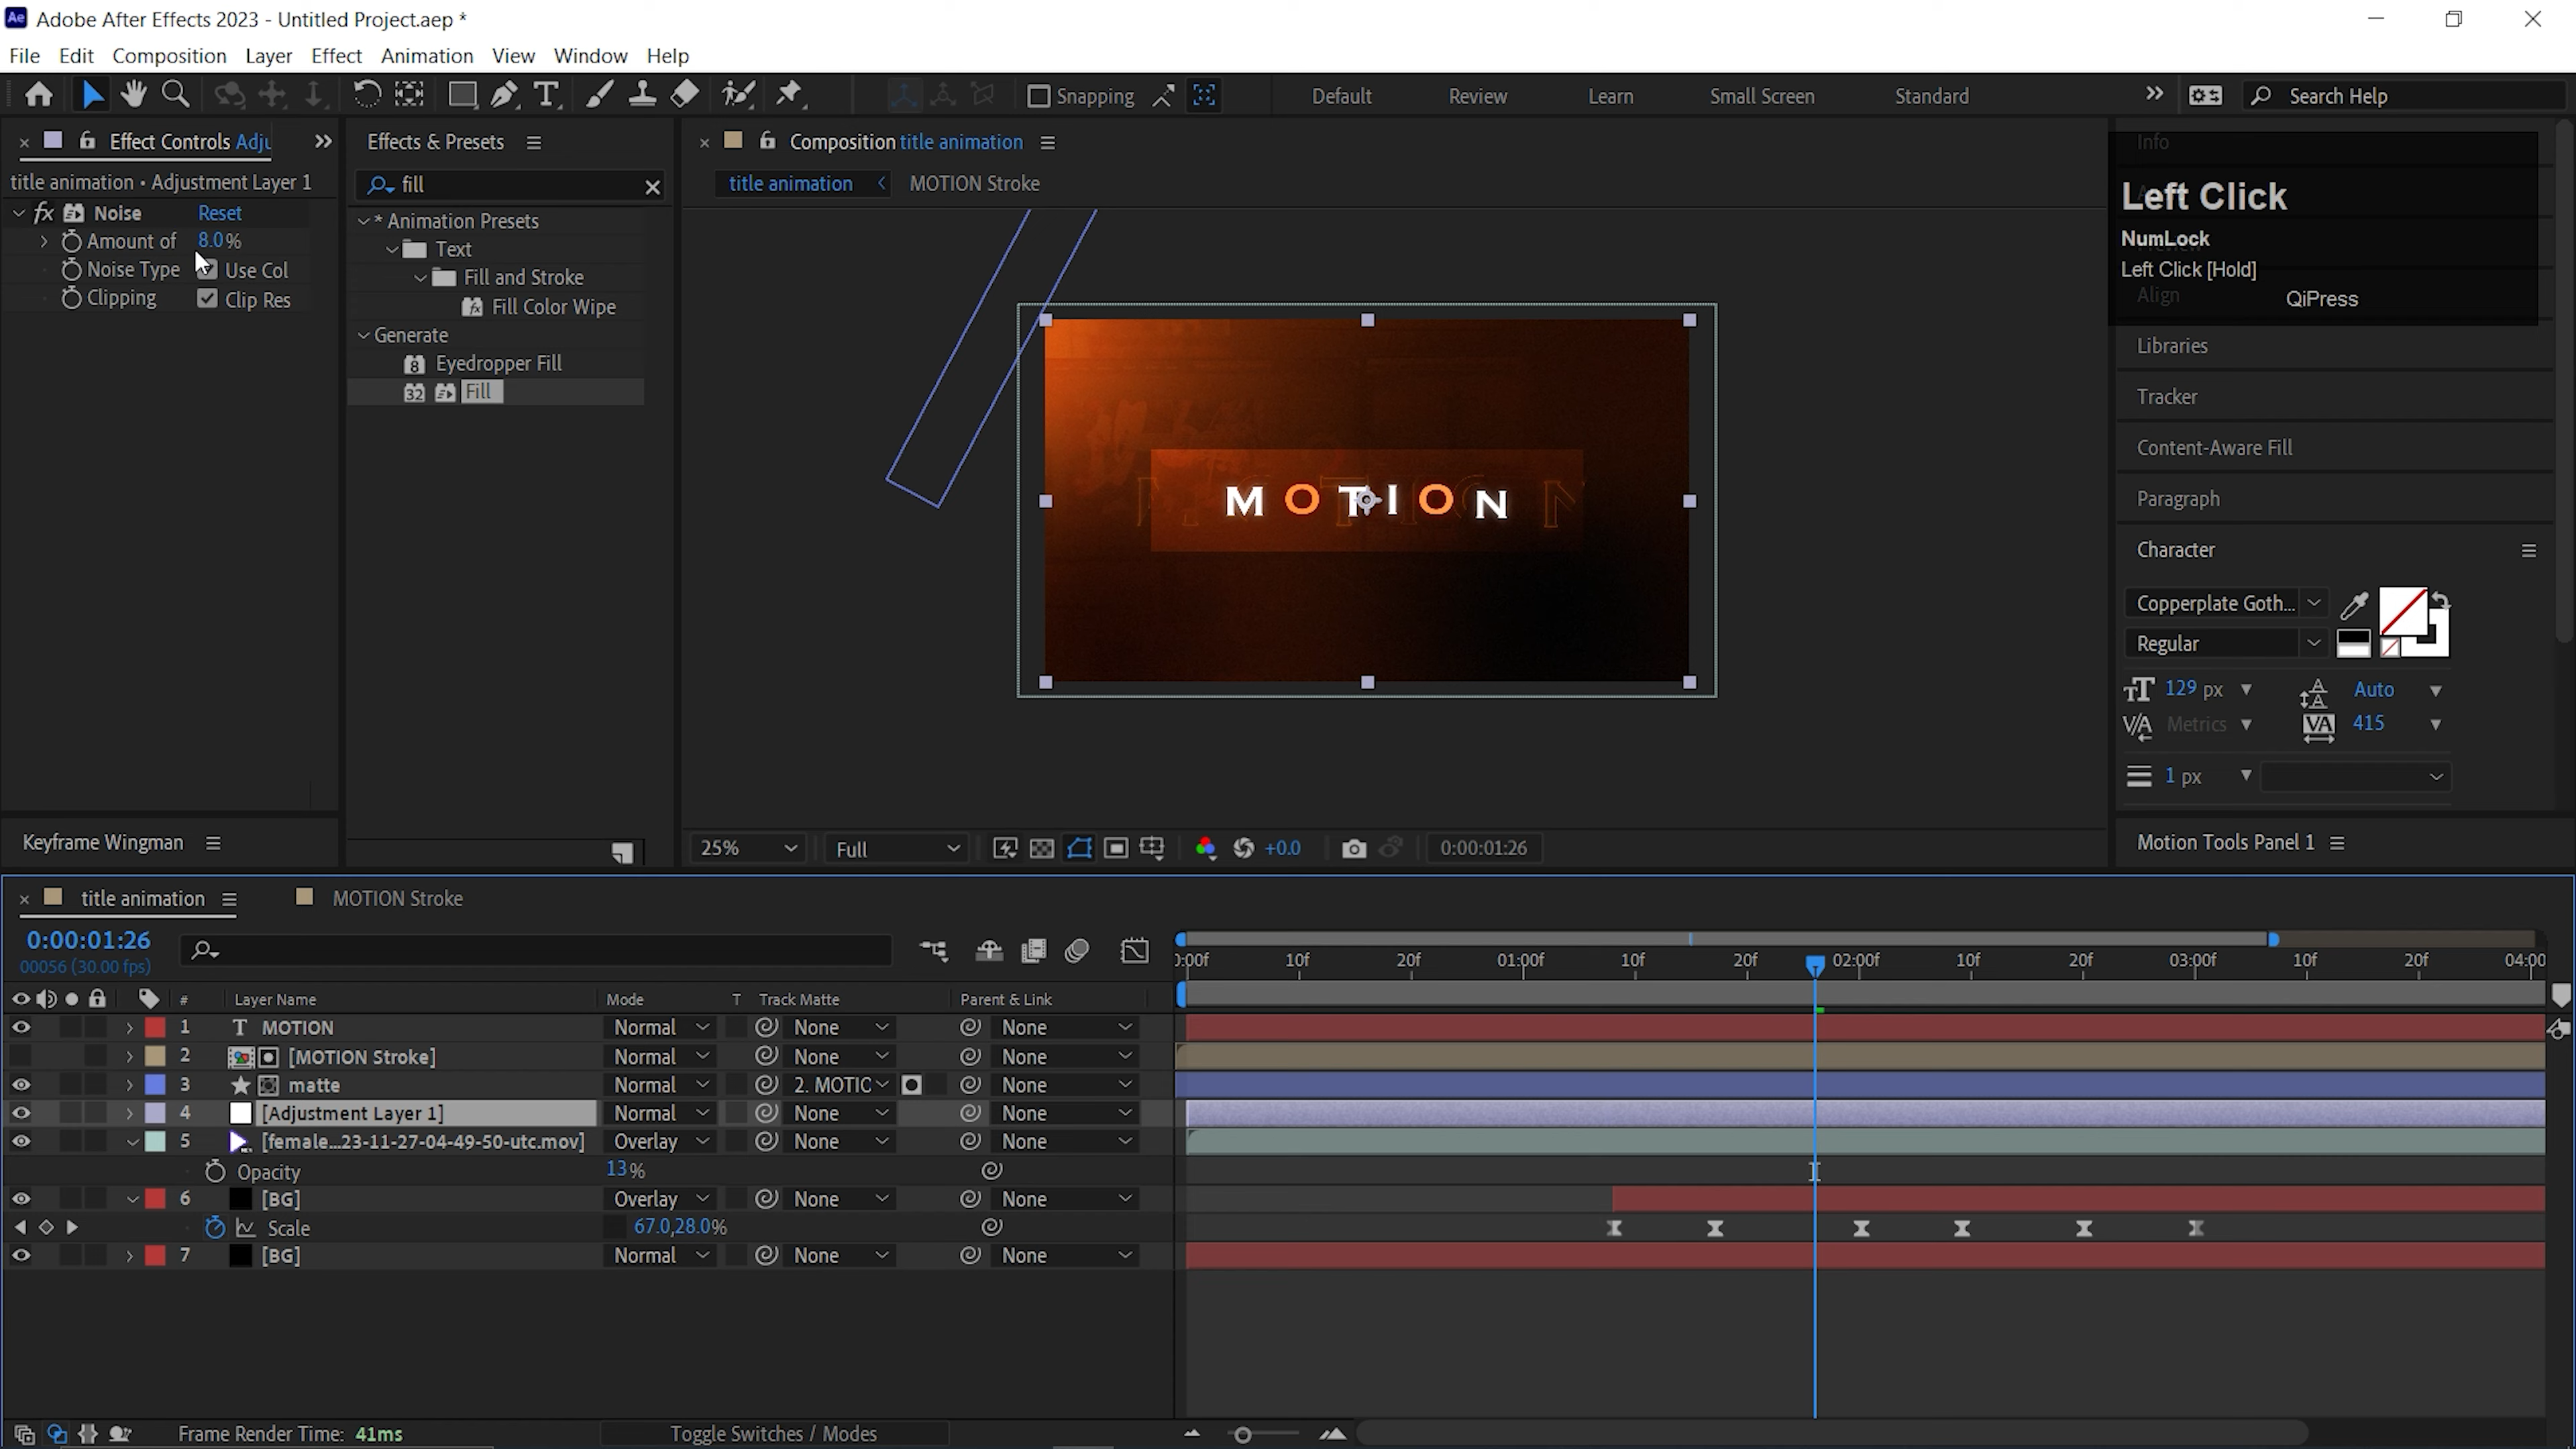 Adobe After Effects 2023 - Untitled Project.aep *
File Edit Composition Layer Effect Animation View Window Help
Snapping Default Review Learn Small Screen Standard Search Help
Effect Controls Adju
title animation • Adjustment Layer 1
fx Noise Reset
Amount of 8.0%
Noise Type Use Col
Clipping Clip Res
Keyframe Wingman
Effects & Presets
fill
* Animation Presets
Text
Fill and Stroke
Fill Color Wipe
Generate
Eyedropper Fill
Fill
Composition title animation
title animation MOTION Stroke
MOTION
25% Full +0.0 0:00:01:26
Info
Left Click
NumLock
Left Click [Hold]
Align QiPress
Libraries
Tracker
Content-Aware Fill
Paragraph
Character
Copperplate Goth...
Regular
129 px Auto
Metrics 415
1 px
Motion Tools Panel 1
title animation MOTION Stroke
0:00:01:26
00056 (30.00 fps)
0:00f 10f 20f 01:00f 10f 20f 02:00f 10f 20f 03:00f 10f 20f 04:00
# Layer Name Mode T Track Matte Parent & Link
1 T MOTION Normal None None
2 [MOTION Stroke] Normal None None
3 matte Normal 2. MOTIC None
4 [Adjustment Layer 1] Normal None None
5 [female...23-11-27-04-49-50-utc.mov] Overlay None None
Opacity 13%
6 [BG] Overlay None None
Scale 67.0,28.0%
7 [BG] Normal None None
Frame Render Time: 41ms Toggle Switches / Modes